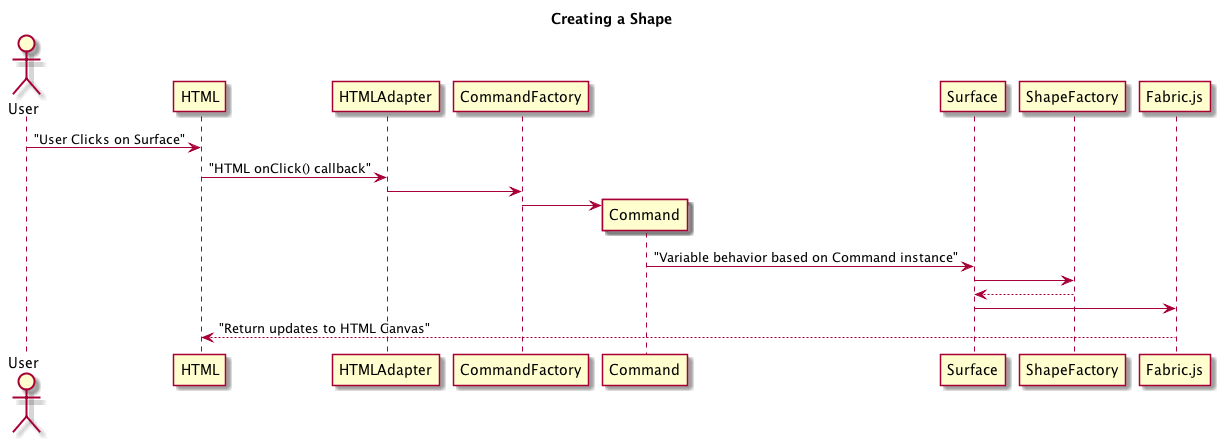 Creating a Shape
User
HTML
HTMLAdapter
CommandFactory
Surface
ShapeFactory
Fabric.js
"User Clicks on Surface"
"HTML onClick() callback"
Command
"Variable behavior based on Command instance"
"Return updates to HTML Canvas"
User
HTML
HTMLAdapter
CommandFactory
Command
Surface
ShapeFactory
Fabric.js